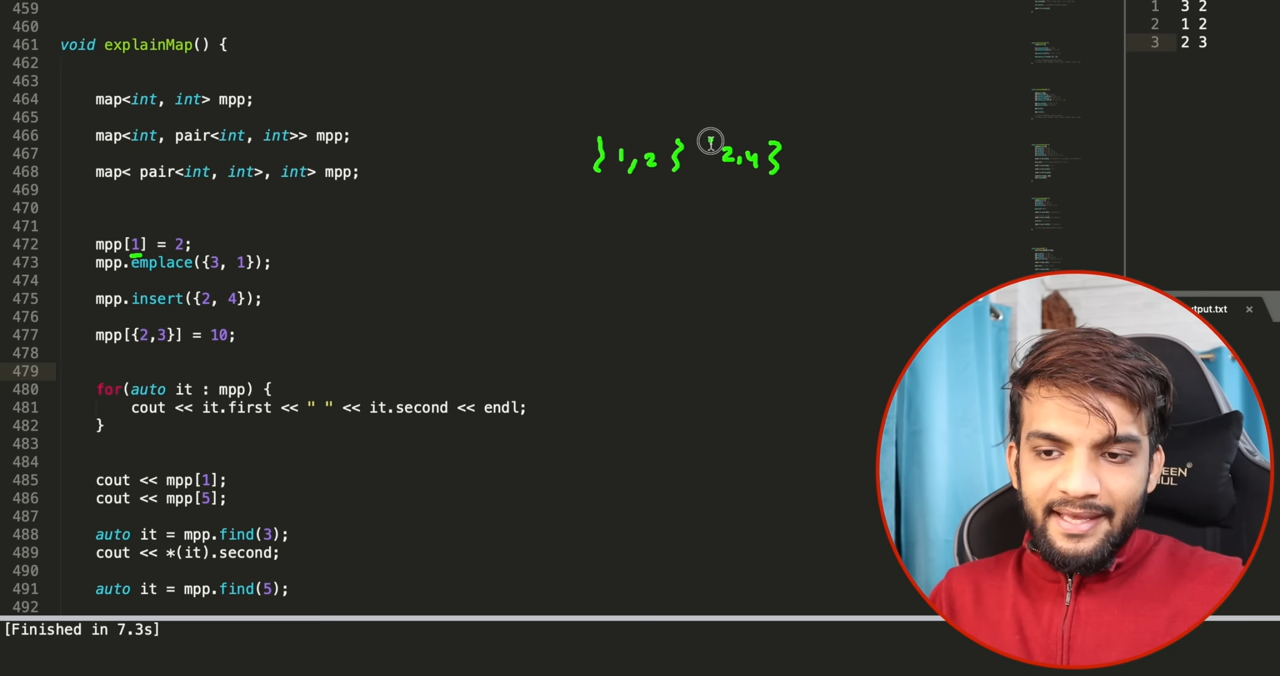 459
460
461 void explainMap() {
462
463
464 map<int, int> mpp;
465
466 map<int, pair<int, int>> mpp;
467
468 map< pair<int, int>, int> mpp;
469
470
471
472 mpp[1] = 2;
473 mpp.emplace({3, 1});
474
475 mpp.insert({2, 4});
476
477 mpp[{2,3}] = 10;
478
479
480 for(auto it : mpp) {
481 cout << it.first << " " << it.second << endl;
482 }
483
484
485 cout << mpp[1];
486 cout << mpp[5];
487
488 auto it = mpp.find(3);
489 cout << *(it).second;
490
491 auto it = mpp.find(5);
492
[Finished in 7.3s]
} 1, 2 } 2, 4 }
1 3 2
2 1 2
3 2 3
tput.txt ×